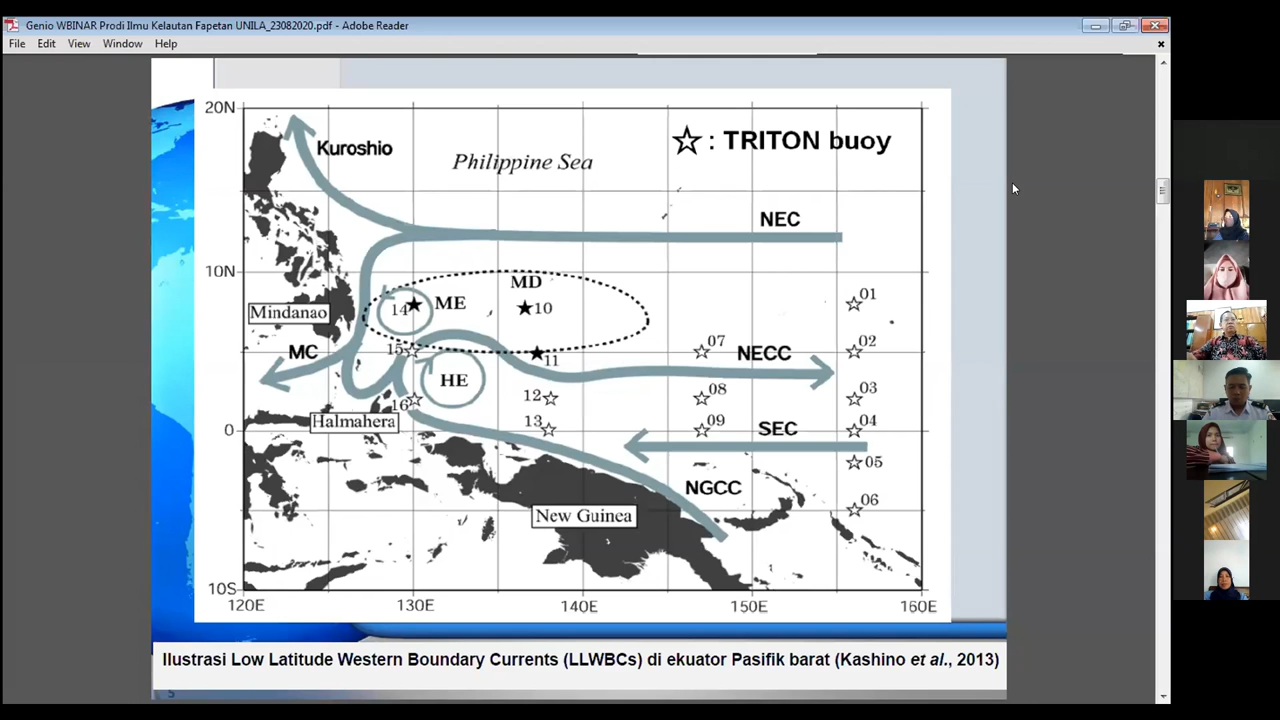 Genio WBINAR Prodi Ilmu Kelautan Fapetan UNILA_23082020.pdf - Adobe Reader
File Edit View Window Help
20N
Kuroshio
Philippine Sea
: TRITON buoy
NEC
10N
MD
14
ME
10
01
Mindanao
MC
15
11
07
NECC
02
HE
12
08
03
16
Halmahera
0
13
09
SEC
04
05
NGCC
06
New Guinea
10S
120E 130E 140E 150E 160E
Ilustrasi Low Latitude Western Boundary Currents (LLWBCs) di ekuator Pasifik barat (Kashino et al., 2013)
5